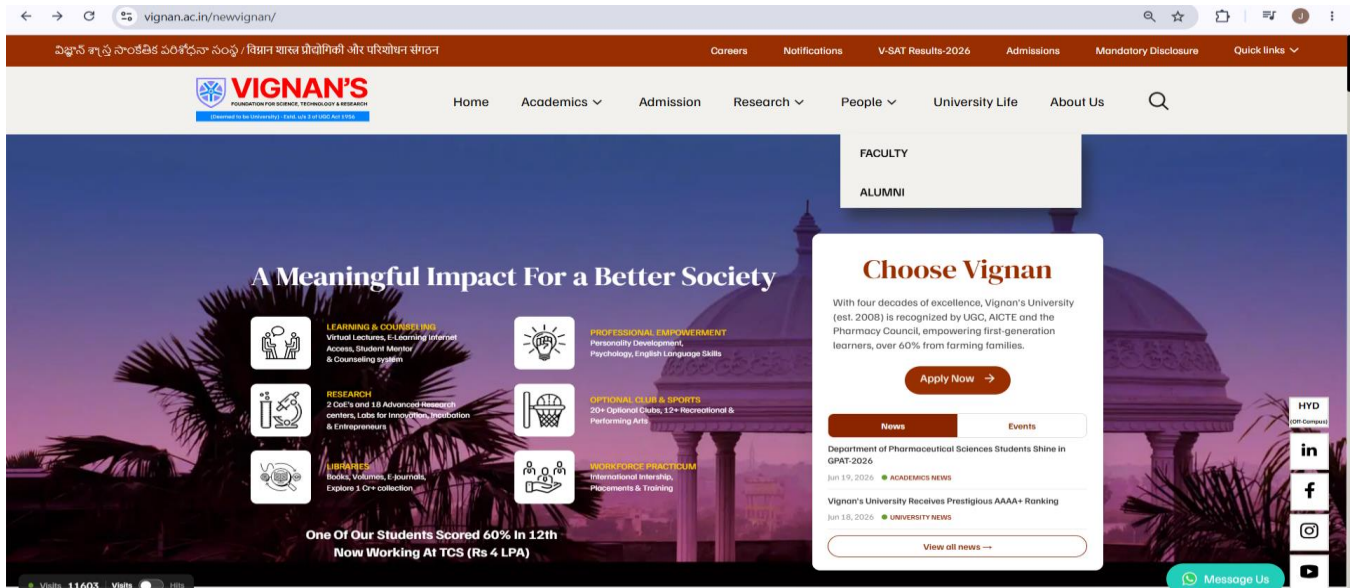 vignan.ac.in/newvignan/
J
విజ్ఞాన్ శాస్త్ర సాంకేతిక పరిశోధనా సంస్థ / विज्ञान शास्त्र प्रौद्योगिकी और परिशोधन संगठन
Careers
Notifications
V-SAT Results-2026
Admissions
Mandatory Disclosure
Quick links
VIGNAN'S
FOUNDATION FOR SCIENCE, TECHNOLOGY & RESEARCH
(Deemed to be University) - Estd. u/s 3 of UGC Act 1956
Home
Academics
Admission
Research
People
University Life
About Us
FACULTY
ALUMNI
A Meaningful Impact For a Better Society
LEARNING & COUNSELING
Virtual Lectures, E-Learning Internet
Access, Student Mentor
& Counseling system
PROFESSIONAL EMPOWERMENT
Personality Development,
Psychology, English Language Skills
RESEARCH
2 CoE's and 18 Advanced Research
centers, Labs for Innovation, Incubation
& Entrepreneurs
OPTIONAL CLUB & SPORTS
20+ Optional Clubs, 12+ Recreational &
Performing Arts
LIBRARIES
Books, Volumes, E-journals,
Explore 1 Cr+ collection
WORKFORCE PRACTICUM
International Intership,
Placements & Training
One Of Our Students Scored 60% In 12th
Now Working At TCS (Rs 4 LPA)
Choose Vignan
With four decades of excellence, Vignan's University
(est. 2008) is recognized by UGC, AICTE and the
Pharmacy Council, empowering first-generation
learners, over 60% from farming families.
Apply Now →
News
Events
Department of Pharmaceutical Sciences Students Shine in
GPAT-2026
Jun 19, 2026 ● ACADEMICS NEWS
Vignan's University Receives Prestigious AAAA+ Ranking
Jun 18, 2026 ● UNIVERSITY NEWS
View all news →
HYD
(Off-Campus)
in
f
Visits 11603 Visits Hits
Message Us